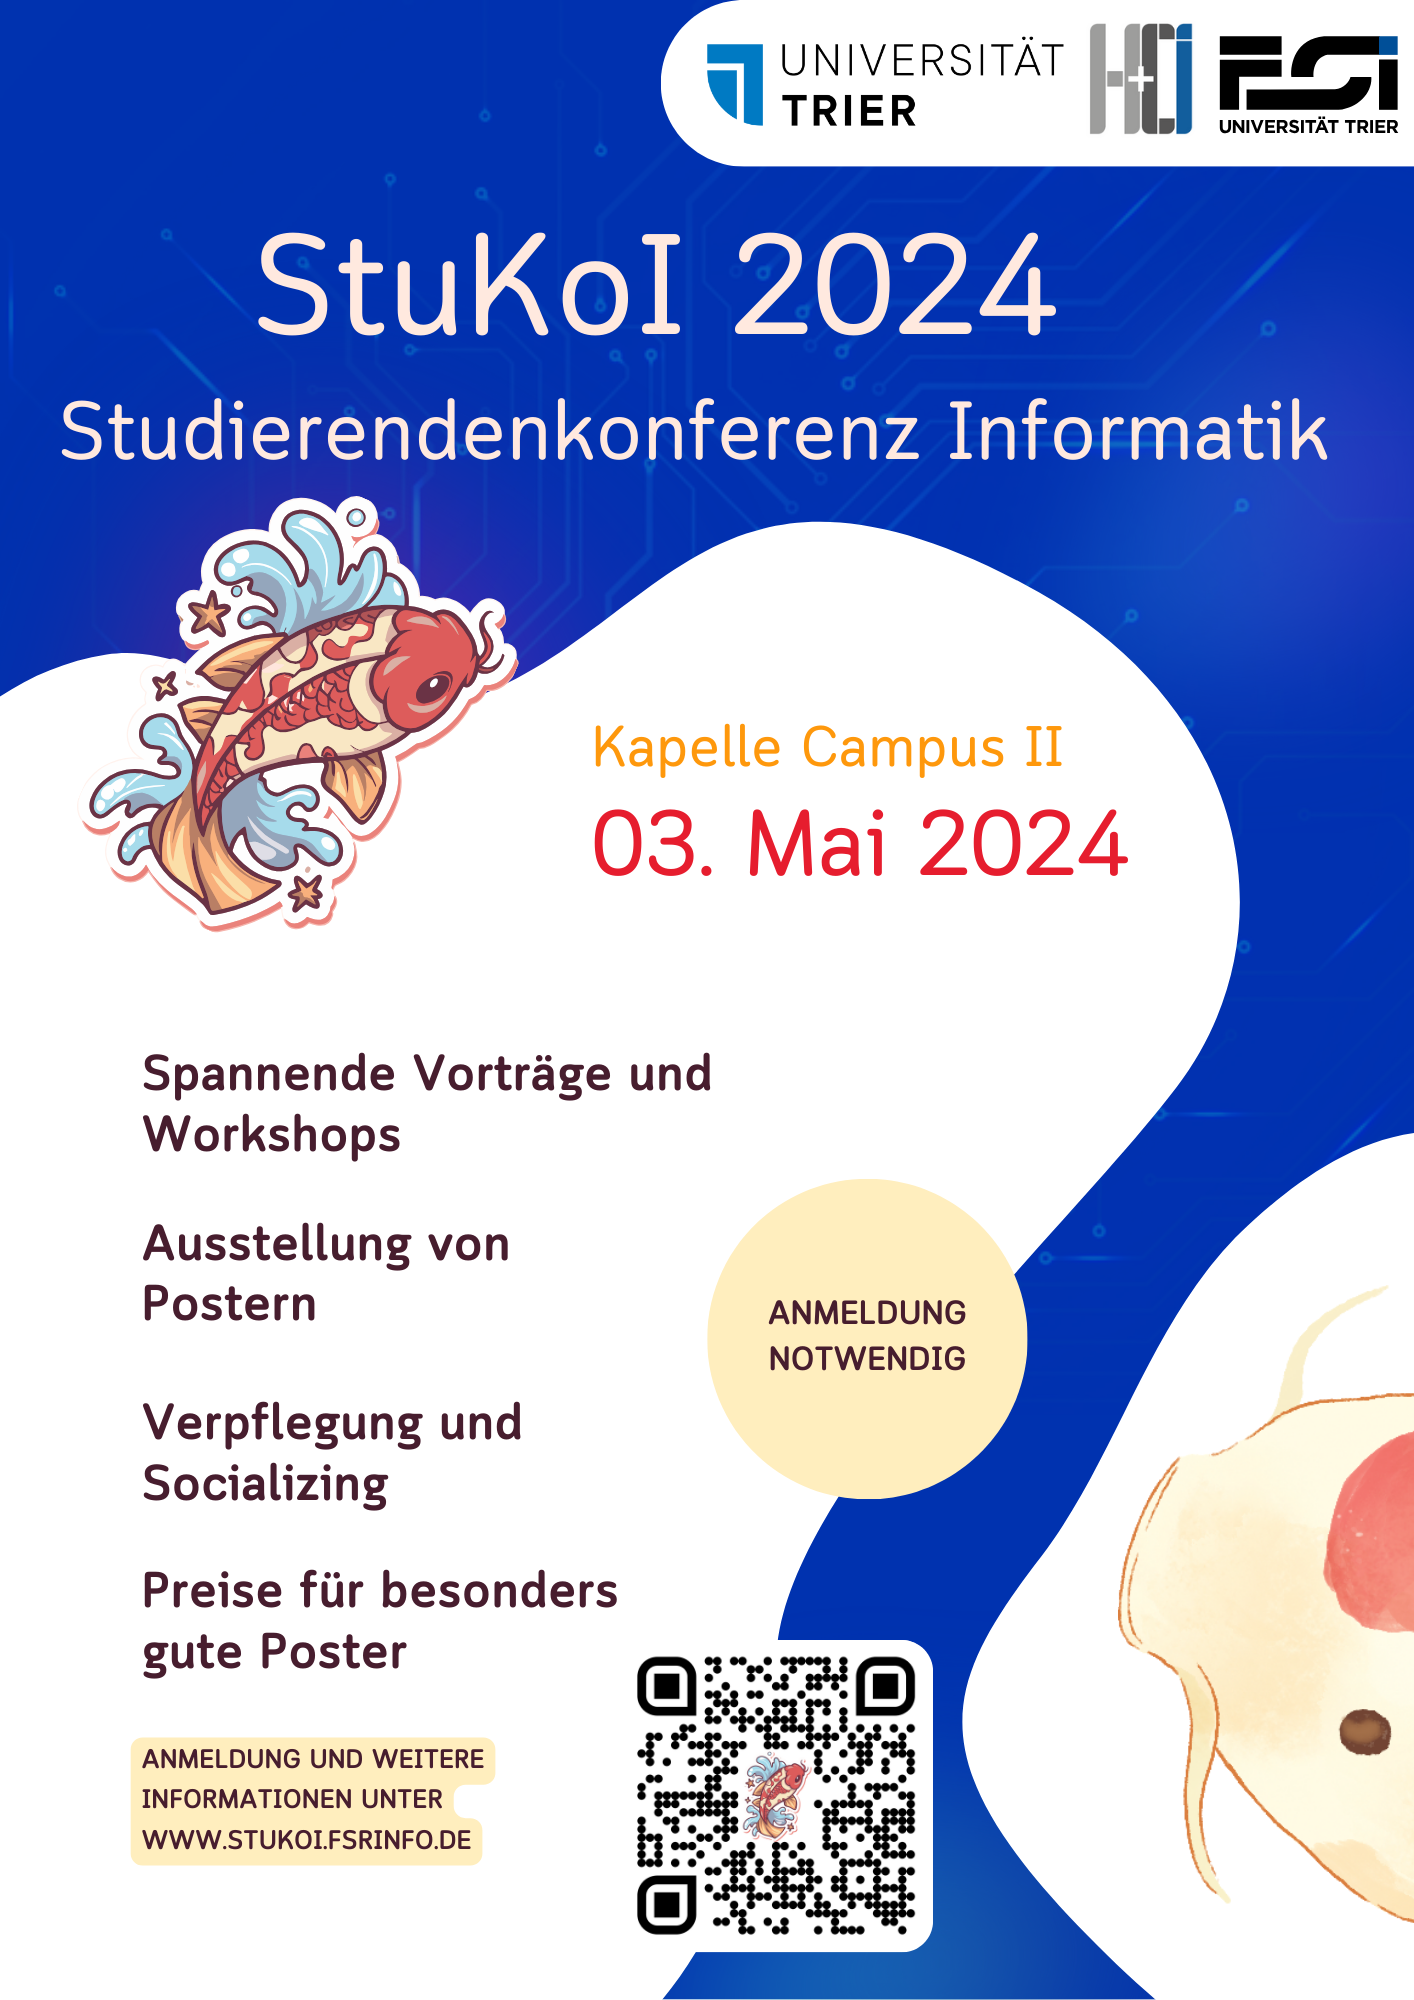 UNIVERSITÄT
TRIER
H+CI
FSI
UNIVERSITÄT TRIER
StuKoI 2024
Studierendenkonferenz Informatik
Kapelle Campus II
03. Mai 2024
Spannende Vorträge und
Workshops
Ausstellung von
Postern
ANMELDUNG
NOTWENDIG
Verpflegung und
Socializing
Preise für besonders
gute Poster
ANMELDUNG UND WEITERE
INFORMATIONEN UNTER
WWW.STUKOI.FSRINFO.DE